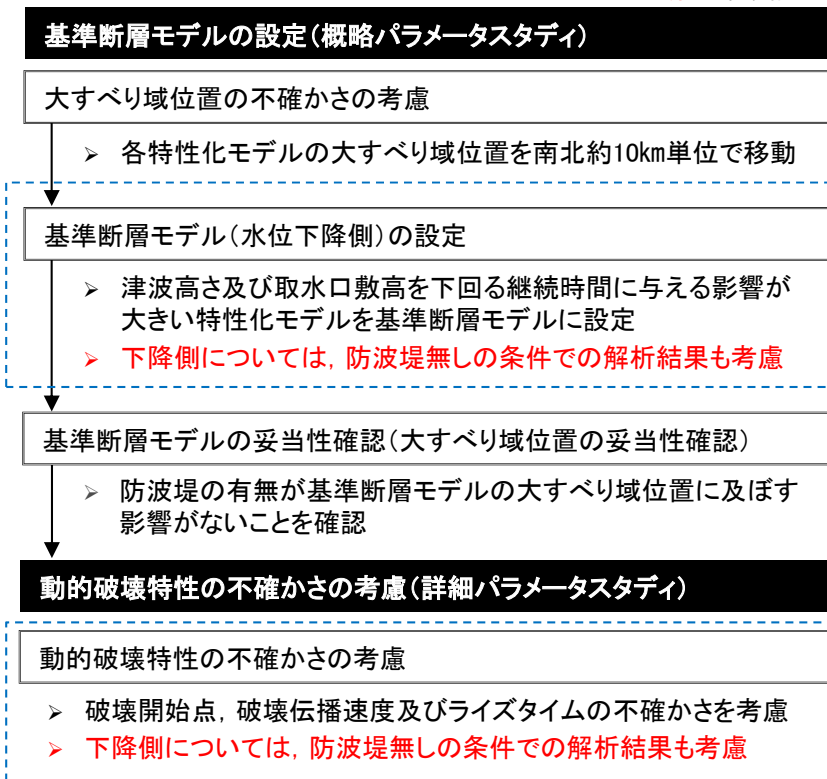 基準断層モデルの設定(概略パラメータスタディ)
大すべり域位置の不確かさの考慮
➢ 各特性化モデルの大すべり域位置を南北約10km単位で移動
基準断層モデル(水位下降側)の設定
➢ 津波高さ及び取水口敷高を下回る継続時間に与える影響が
大きい特性化モデルを基準断層モデルに設定
➢ 下降側については,防波堤無しの条件での解析結果も考慮
基準断層モデルの妥当性確認(大すべり域位置の妥当性確認)
➢ 防波堤の有無が基準断層モデルの大すべり域位置に及ぼす
影響がないことを確認
動的破壊特性の不確かさの考慮(詳細パラメータスタディ)
動的破壊特性の不確かさの考慮
➢ 破壊開始点,破壊伝播速度及びライズタイムの不確かさを考慮
➢ 下降側については,防波堤無しの条件での解析結果も考慮